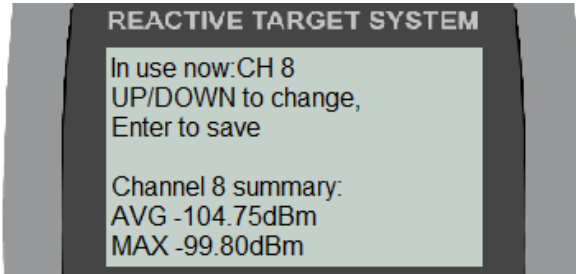 REACTIVE TARGET SYSTEM
In use now:CH 8
UP/DOWN to change,
Enter to save
Channel 8 summary:
AVG -104.75dBm
MAX -99.80dBm